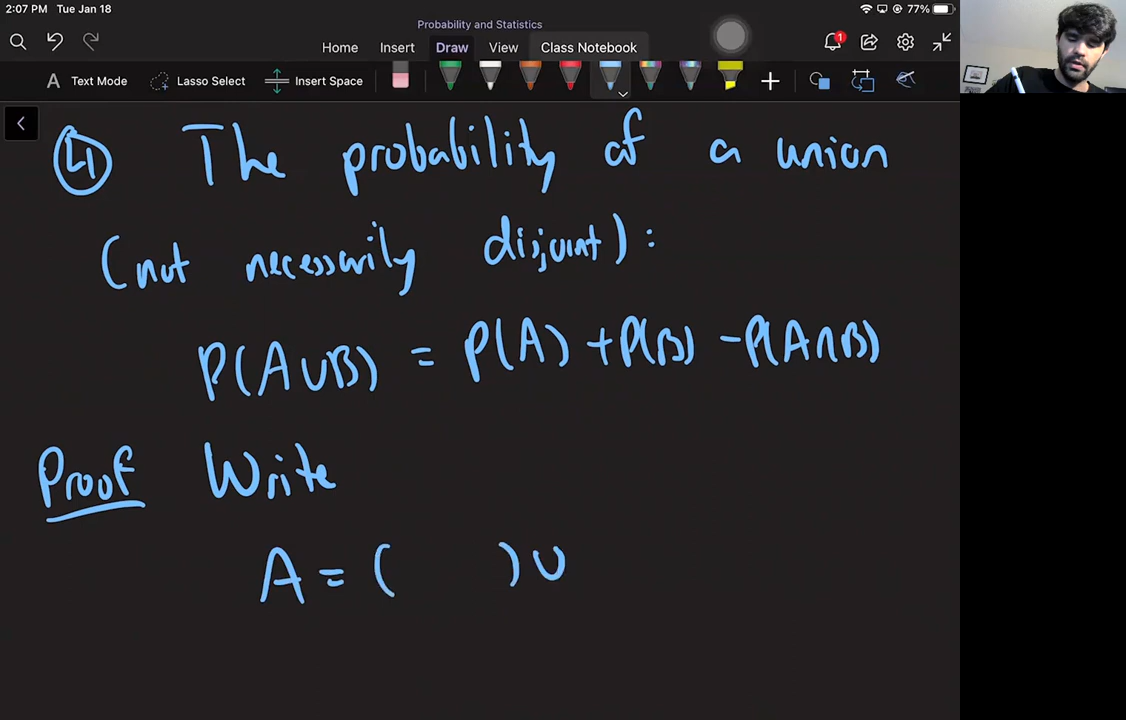 2:07 PM Tue Jan 18
77%
Probability and Statistics
Home Insert Draw View Class Notebook
1
Text Mode Lasso Select Insert Space
④ The probability of a union
(not necessarily disjoint):
P(A∪B) = P(A) + P(B) - P(A∩B)
Proof Write
A = ( ) ∪